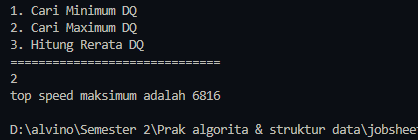 1. Cari Minimum DQ
2. Cari Maximum DQ
3. Hitung Rerata DQ
==============================
2
top speed maksimum adalah 6816
D:\alvino\Semester 2\Prak algorita & struktur data\jobshee